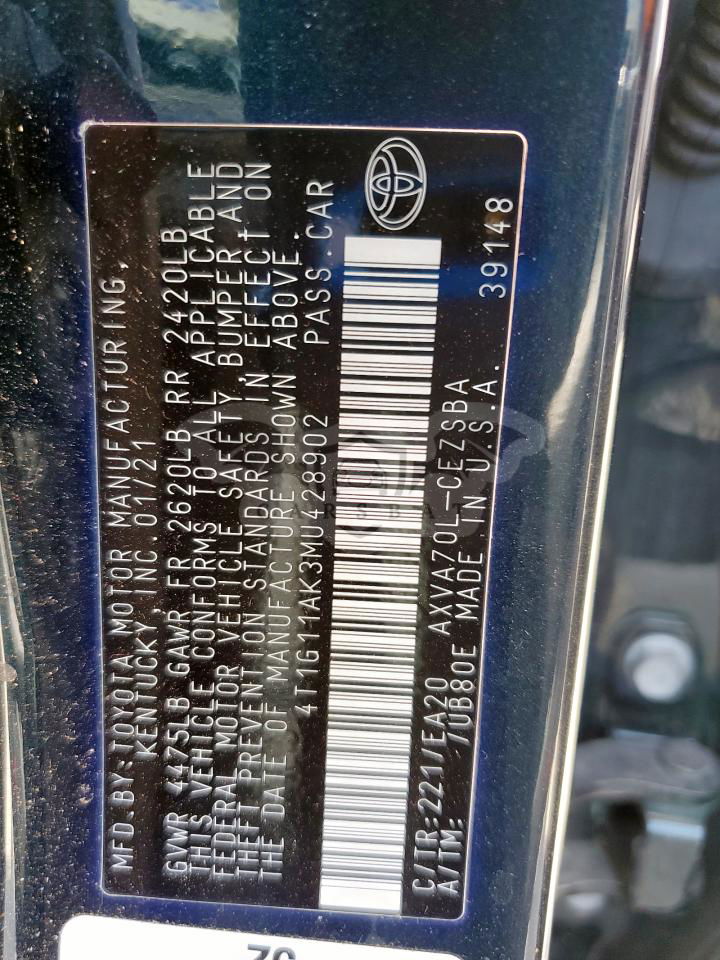 MFD.BY:TOYOTA MOTOR MANUFACTURING,
KENTUCKY, INC.01/21
GVWR 4475LB GAWR FR 2620LB RR 2420LB
THIS VEHICLE CONFORMS TO ALL APPLICABLE
FEDERAL MOTOR VEHICLE SAFETY, BUMPER AND
THEFT PREVENTION STANDARDS IN EFFECT ON
THE DATE OF MANUFACTURE SHOWN ABOVE.
4T1G11AK3MU428902 PASS.CAR
C/TR:221/EA20 AXVA70L-CEZSBA
A/TM: /UB80E MADE IN U.S.A. 39148